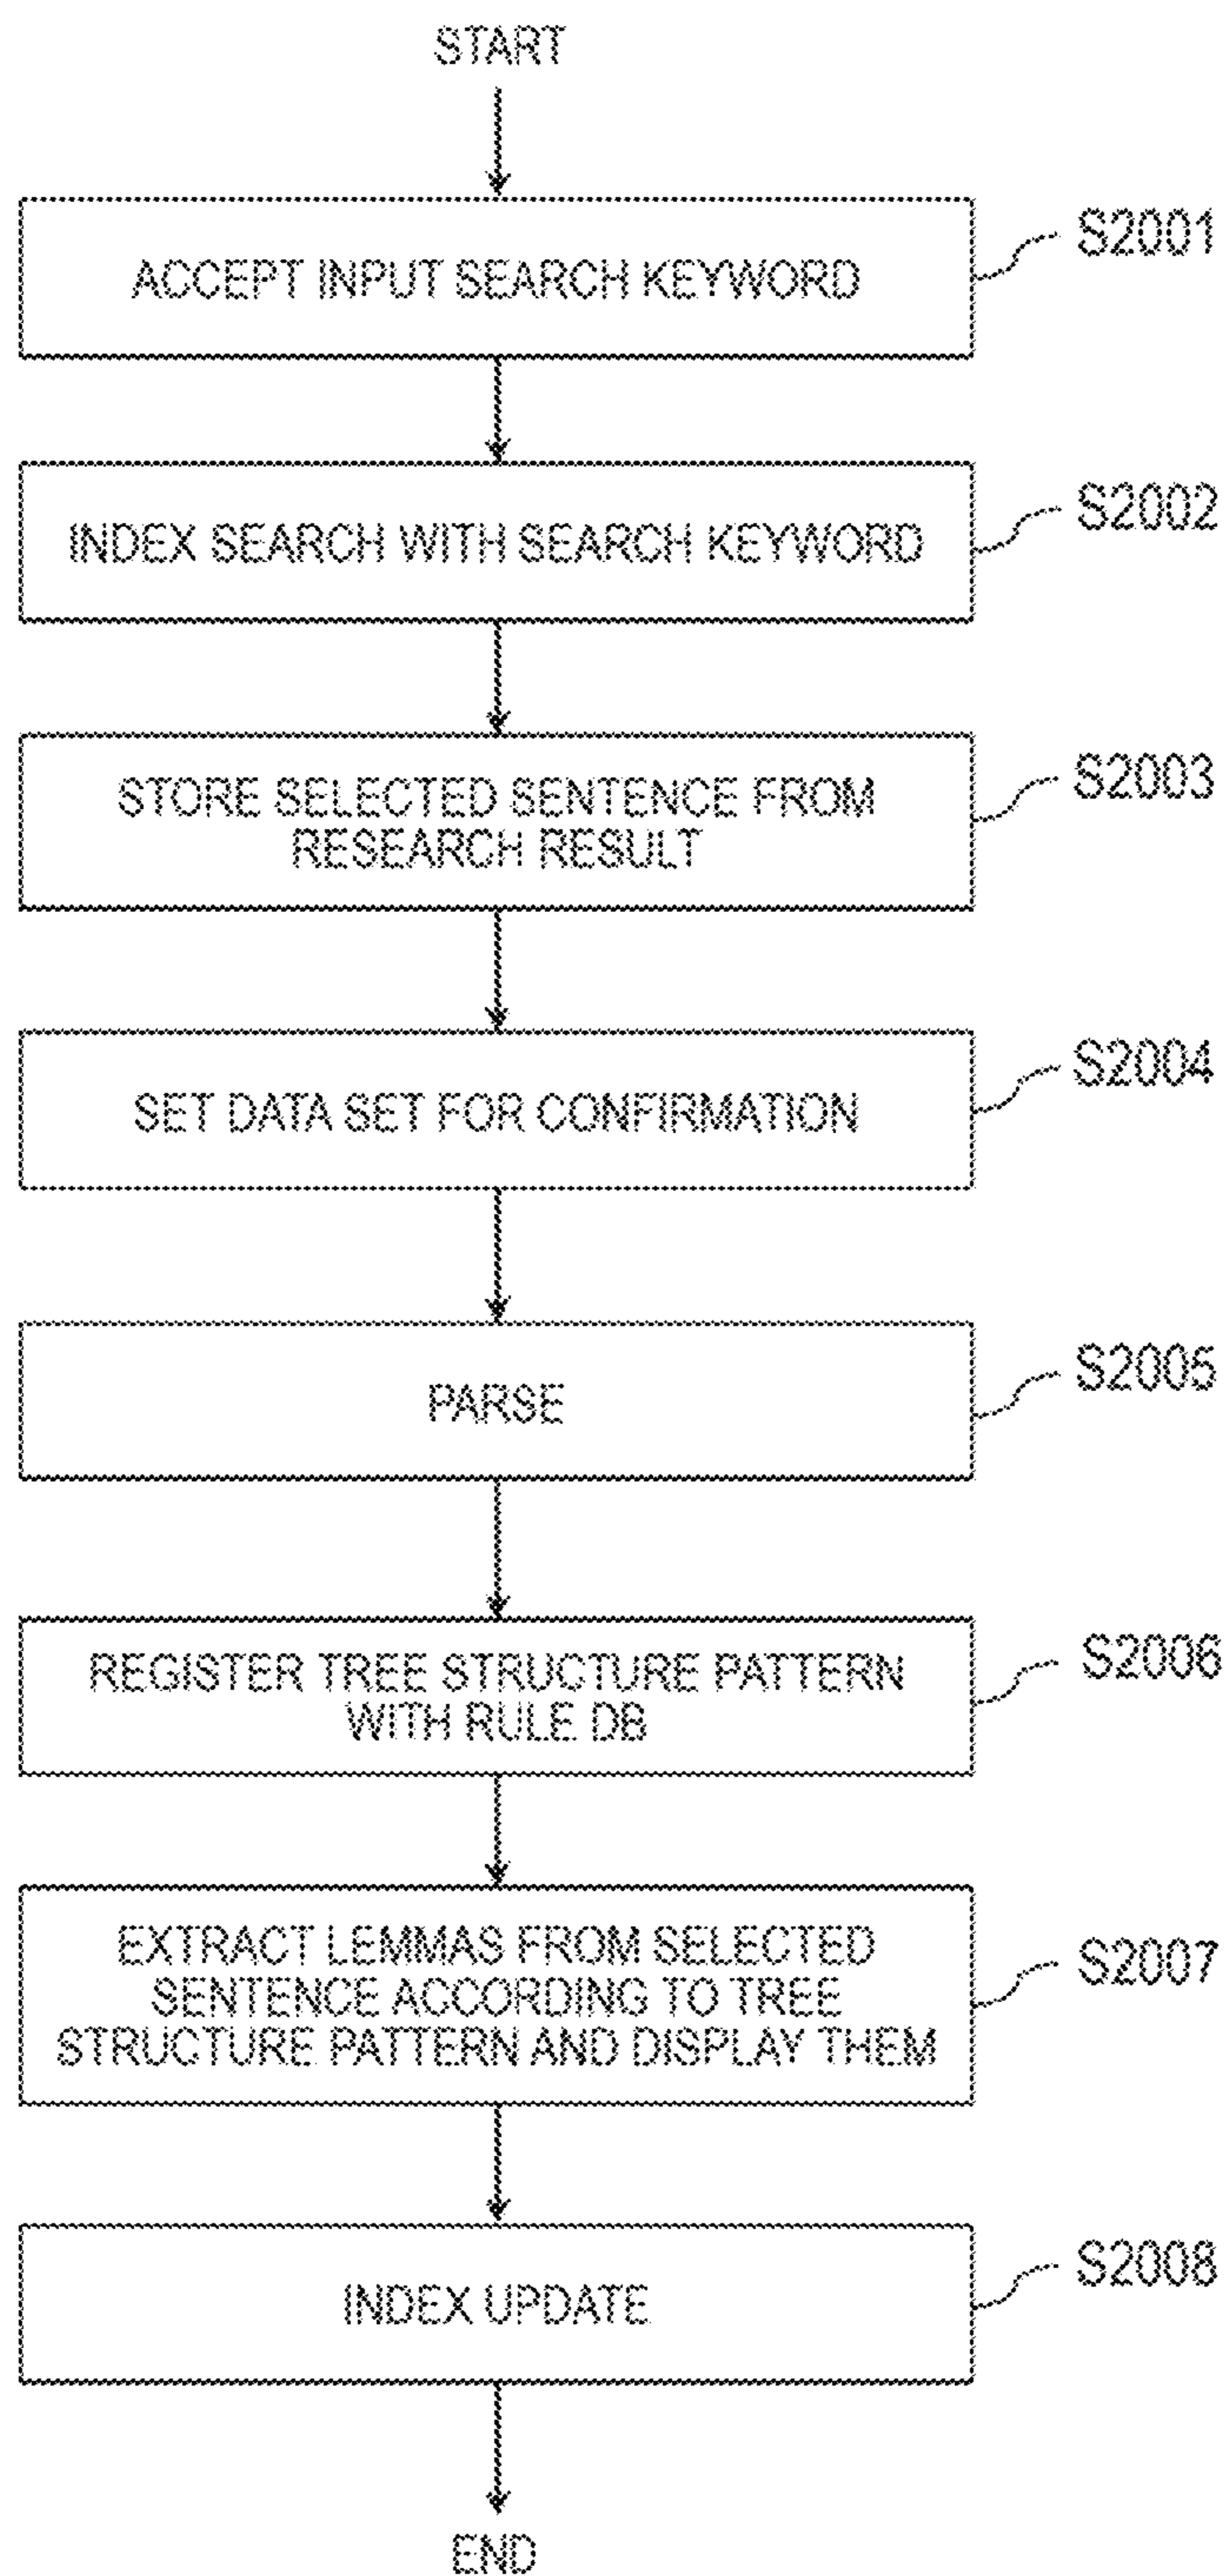 START
ACCEPT INPUT SEARCH KEYWORD
S2001
INDEX SEARCH WITH SEARCH KEYWORD
S2002
STORE SELECTED SENTENCE FROM
RESEARCH RESULT
S2003
SET DATA SET FOR CONFIRMATION
S2004
PARSE
S2005
REGISTER TREE STRUCTURE PATTERN
WITH RULE DB
S2006
EXTRACT LEMMAS FROM SELECTED
SENTENCE ACCORDING TO TREE
STRUCTURE PATTERN AND DISPLAY THEM
S2007
INDEX UPDATE
S2008
END